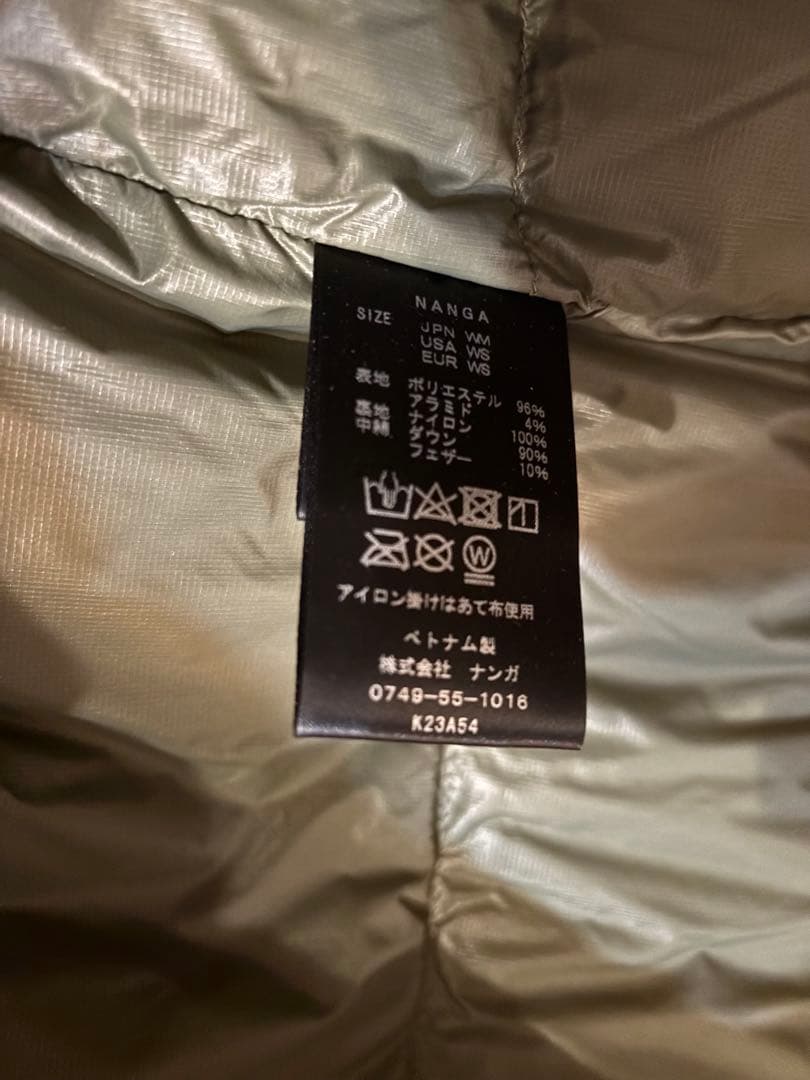 NANGA
SIZE JPN WM
USA WS
EUR WS
表地 ポリエステル 96%
アラミド 4%
裏地 ナイロン 100%
中綿 ダウン 90%
フェザー 10%
W
アイロン掛けはあて布使用
ベトナム製
株式会社 ナンガ
0749-55-1016
K23A54